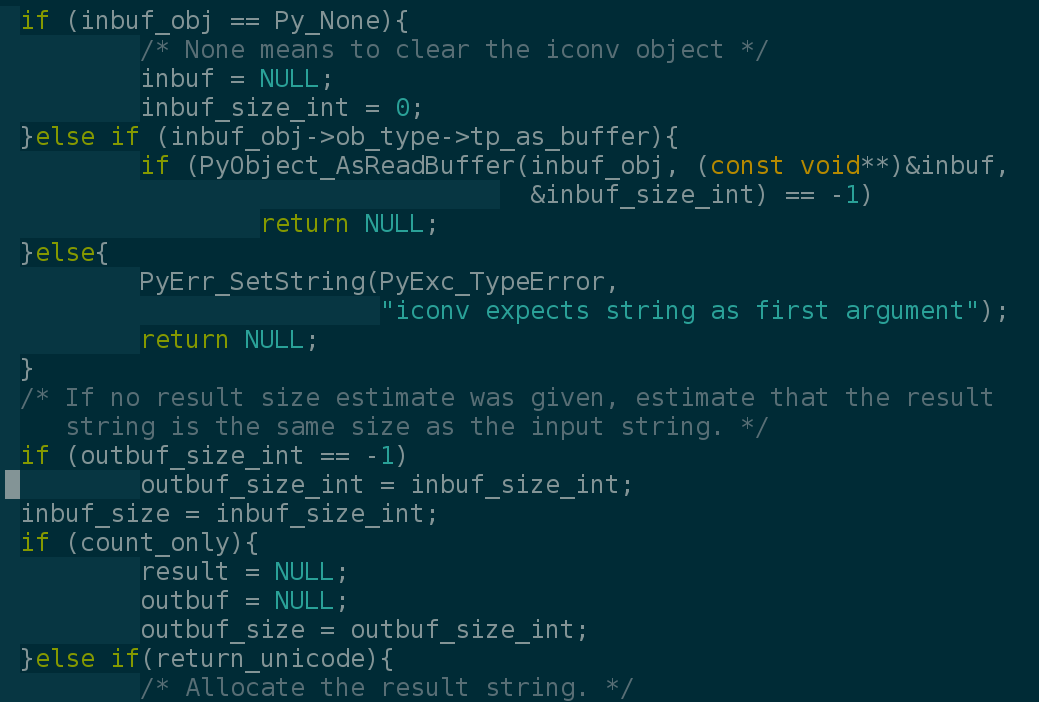 if (inbuf_obj == Py_None){
        /* None means to clear the iconv object */
        inbuf = NULL;
        inbuf_size_int = 0;
}else if (inbuf_obj->ob_type->tp_as_buffer){
        if (PyObject_AsReadBuffer(inbuf_obj, (const void**)&inbuf,
                                  &inbuf_size_int) == -1)
                return NULL;
}else{
        PyErr_SetString(PyExc_TypeError,
                        "iconv expects string as first argument");
        return NULL;
}
/* If no result size estimate was given, estimate that the result
   string is the same size as the input string. */
if (outbuf_size_int == -1)
        outbuf_size_int = inbuf_size_int;
inbuf_size = inbuf_size_int;
if (count_only){
        result = NULL;
        outbuf = NULL;
        outbuf_size = outbuf_size_int;
}else if(return_unicode){
        /* Allocate the result string. */